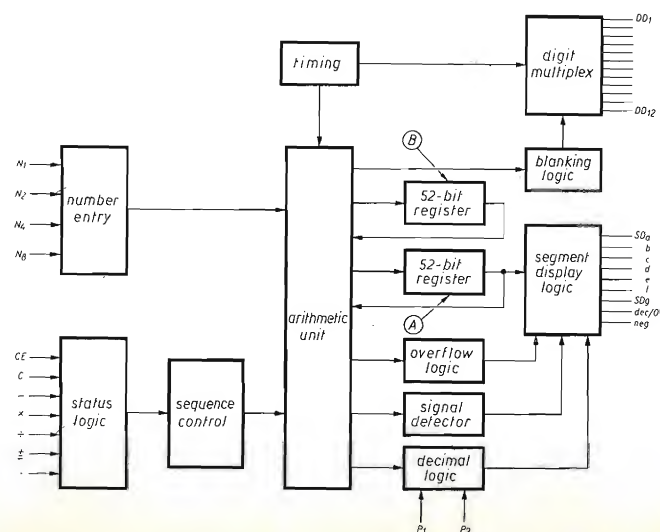 timing
digit
multiplex
DD1
DD12
B
blanking
logic
N1
N2
N4
N8
number
entry
52-bit
register
52-bit
register
A
arithmetic
unit
segment
display
logic
SDa
b
c
d
e
f
SDg
dec/O
neg
CE
C
-
×
÷
±
.
status
logic
sequence
control
overflow
logic
signal
detector
decimal
logic
P1
P2